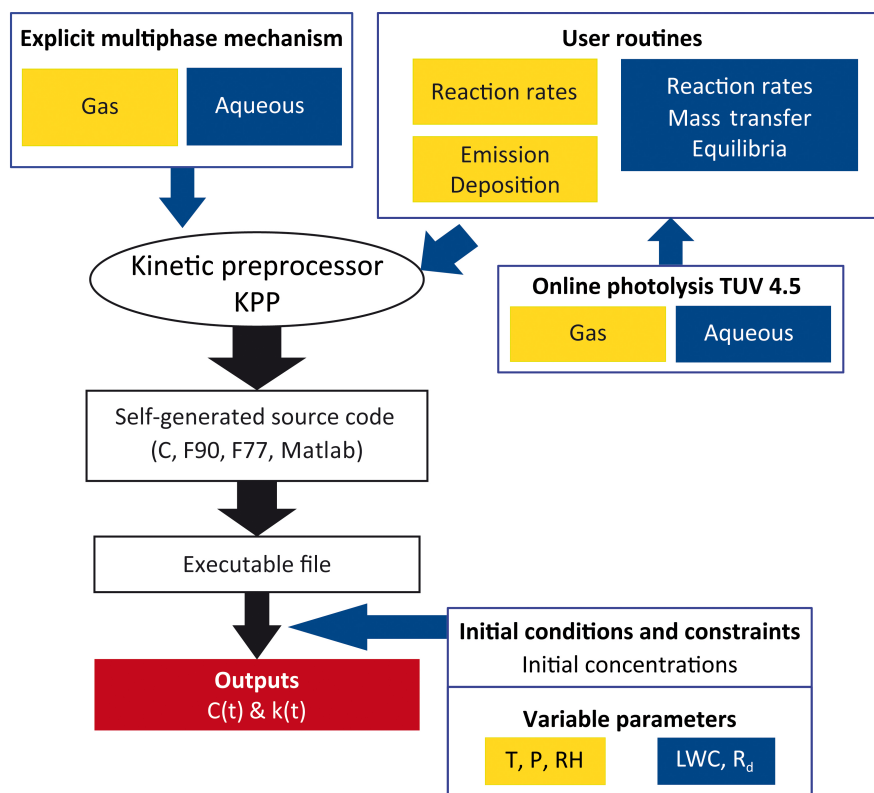 Explicit multiphase mechanism
Gas
Aqueous
User routines
Reaction rates
Emission
Deposition
Reaction rates
Mass transfer
Equilibria
Kinetic preprocessor
KPP
Online photolysis TUV 4.5
Gas
Aqueous
Self-generated source code
(C, F90, F77, Matlab)
Executable file
Initial conditions and constraints
Initial concentrations
Outputs
C(t) & k(t)
Variable parameters
T, P, RH
LWC, R_d